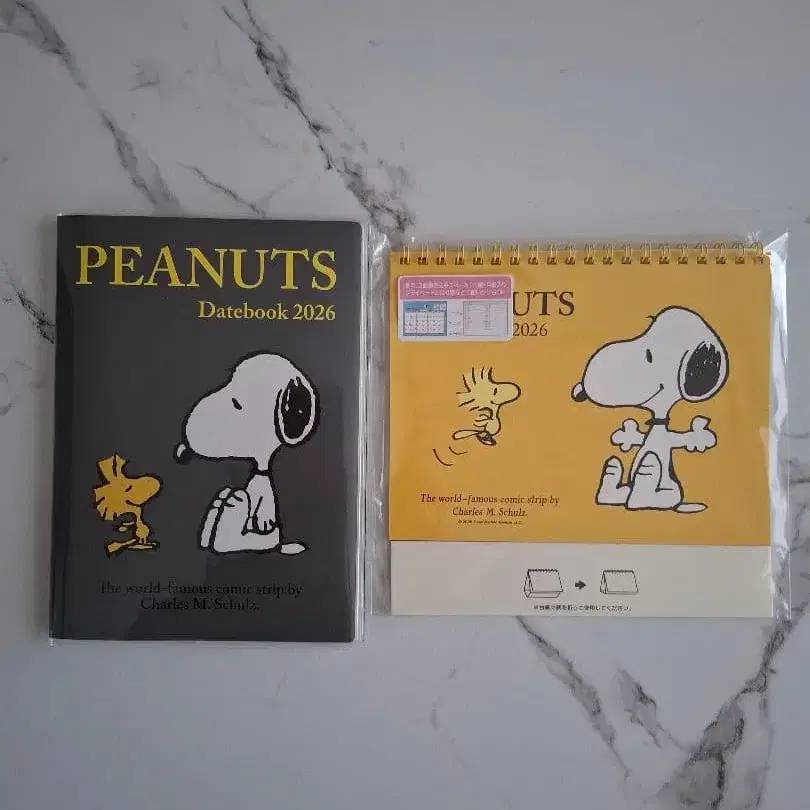 PEANUTS
Datebook 2026
The world-famous comic strip by
Charles M. Schulz.
UTS
2026
The world-famous comic strip by
Charles M. Schulz.